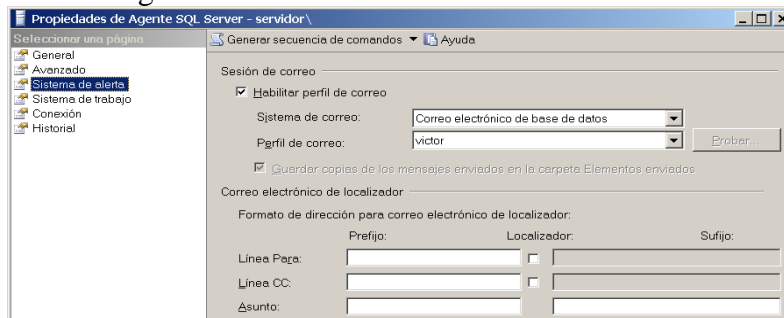 Propiedades de Agente SQL Server - servidor\
Seleccionar una página
General
Avanzado
Sistema de alerta
Sistema de trabajo
Conexión
Historial
Generar secuencia de comandos Ayuda
Sesión de correo
Habilitar perfil de correo
Sistema de correo: Correo electrónico de base de datos
Perfil de correo: victor Probar...
Guardar copias de los mensajes enviados en la carpeta Elementos enviados
Correo electrónico de localizador
Formato de dirección para correo electrónico de localizador:
Prefijo: Localizador: Sufijo:
Línea Para:
Línea CC:
Asunto: